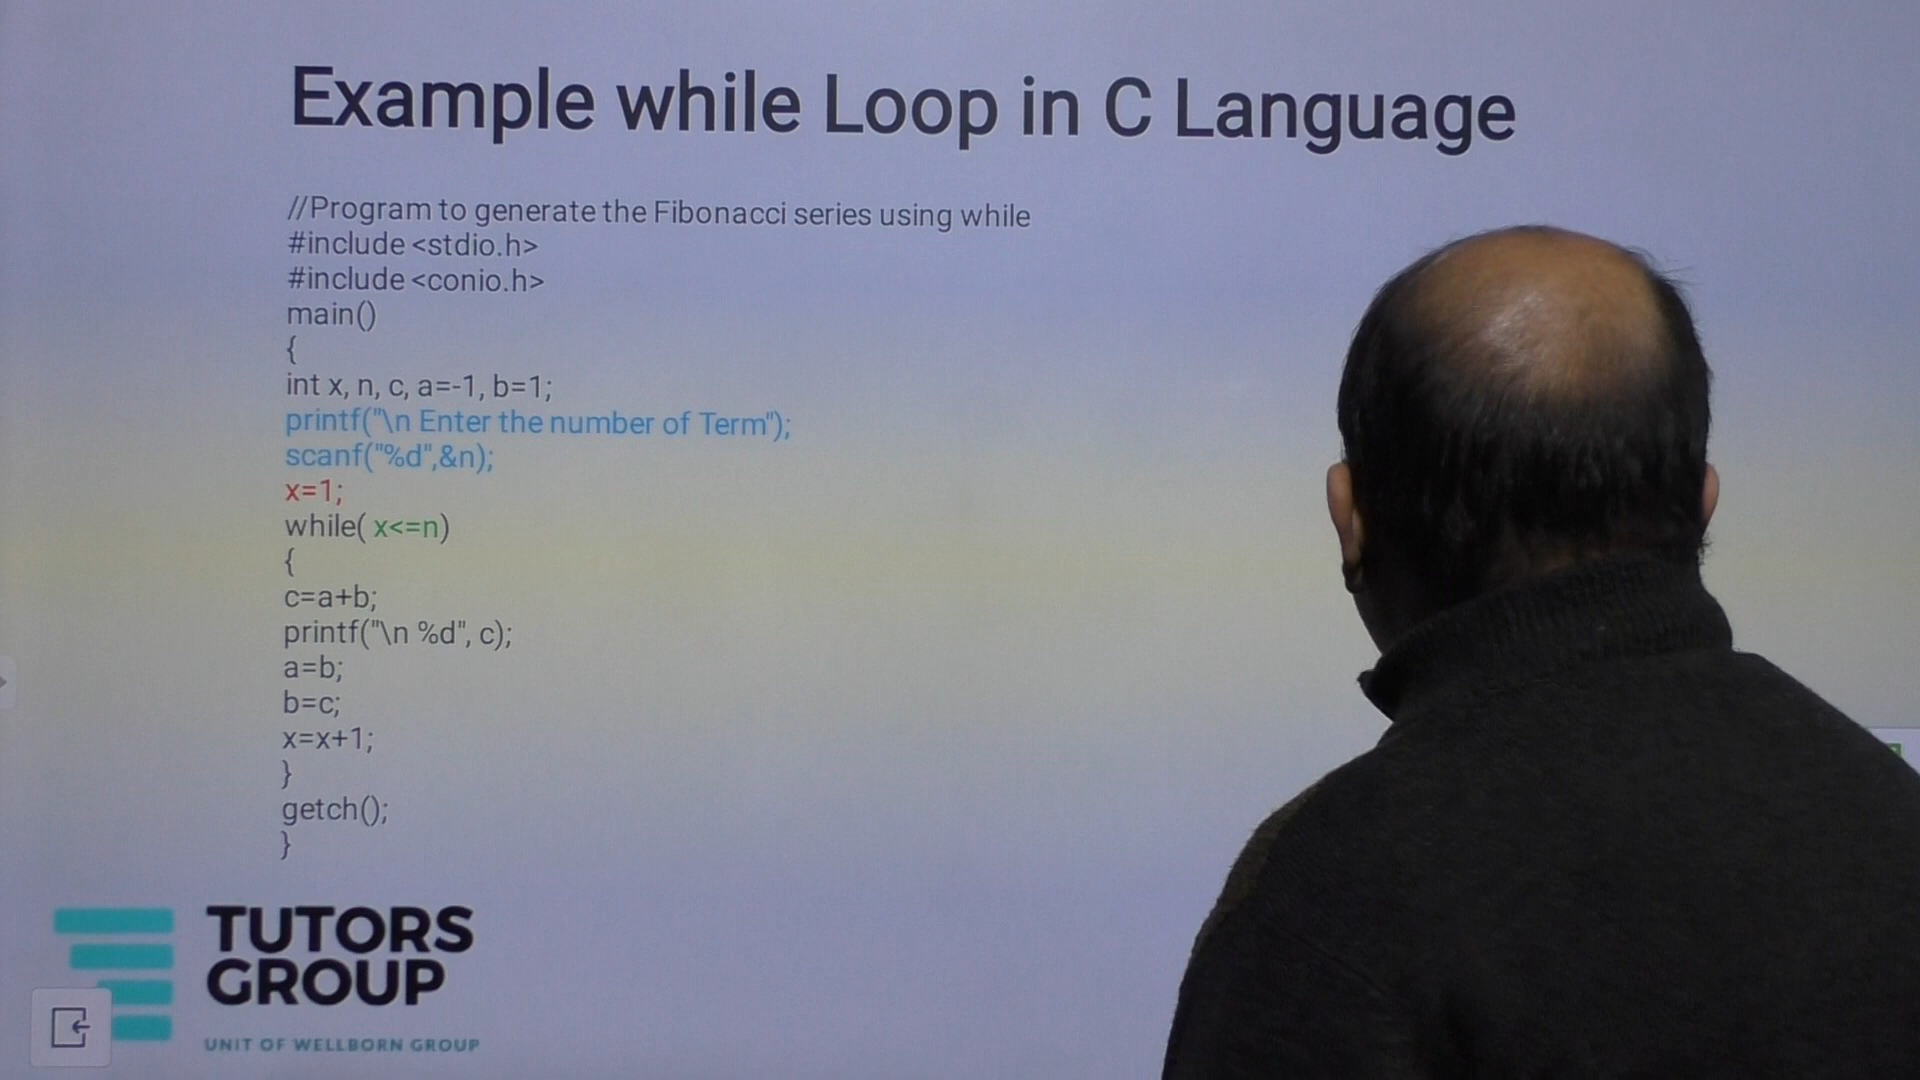 Example while Loop in C Language
//Program to generate the Fibonacci series using while
#include <stdio.h>
#include <conio.h>
main()
{
int x, n, c, a=-1, b=1;
printf("\n Enter the number of Term");
scanf("%d",&n);
x=1;
while( x<=n)
{
c=a+b;
printf("\n %d", c);
a=b;
b=c;
x=x+1;
}
getch();
}
TUTORS
GROUP
UNIT OF WELLBORN GROUP